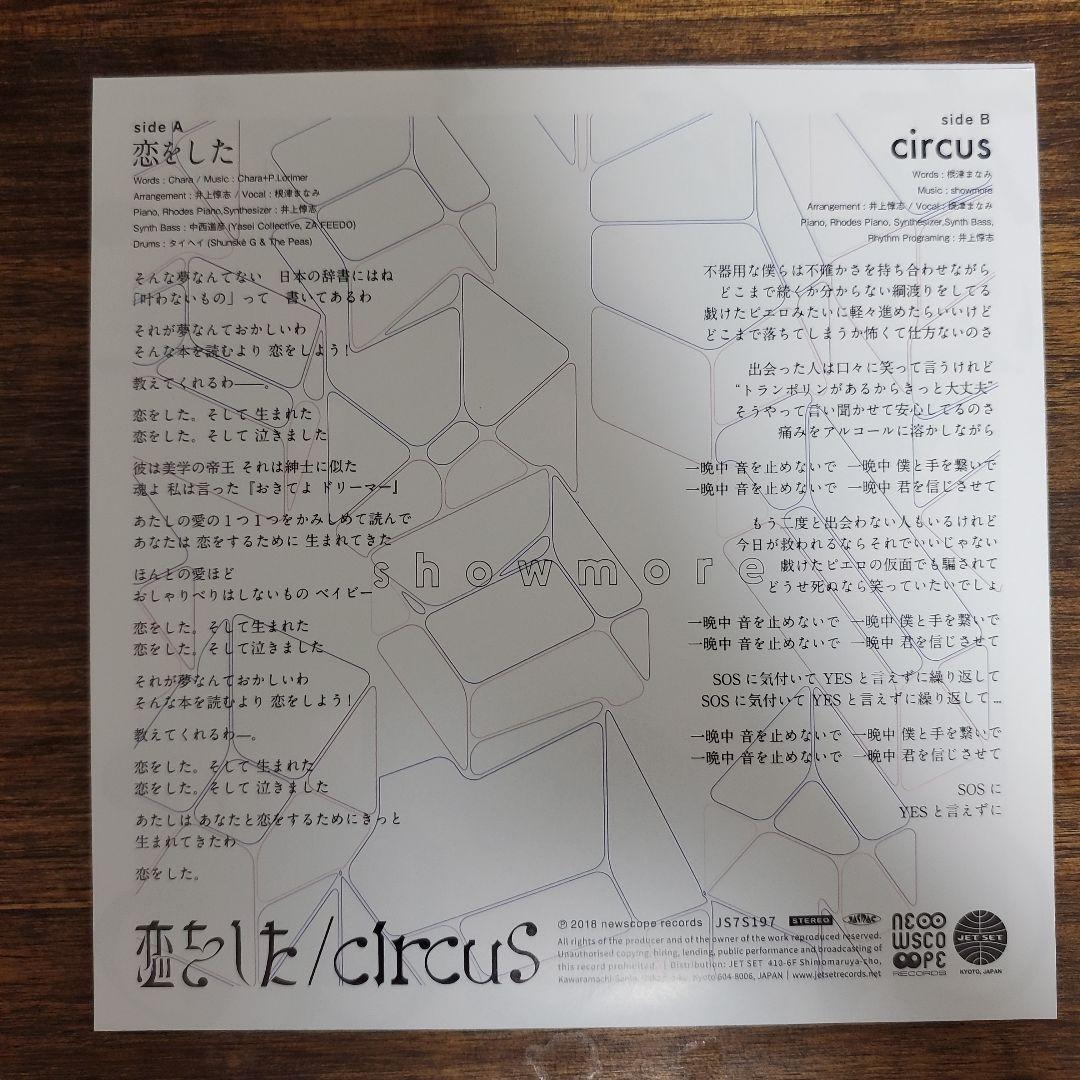 side A
恋をした
Words : Chara / Music : Chara+P.Lorimer
Arrangement : 井上惇志 / Vocal : 根津まなみ
Piano, Rhodes Piano,Synthesizer : 井上惇志
Synth Bass : 中西道彦 (Yasei Collective, ZA FEEDO)
Drums : タイヘイ (Shunské G & The Peas)
そんな夢なんてない 日本の辞書にはね
「叶わないもの」って 書いてあるわ
それが夢なんておかしいわ
そんな本を読むより 恋をしよう!
教えてくれるわ——。
恋をした。そして 生まれた
恋をした。そして 泣きました
彼は美学の帝王 それは紳士に似た
魂よ 私は言った『おきてよ ドリーマー』
あたしの愛の1つ1つをかみしめて読んで
あなたは 恋をするために 生まれてきた
ほんとの愛ほど
おしゃりべりはしないもの ベイビー
恋をした。そして生まれた
恋をした。そして泣きました
それが夢なんておかしいわ
そんな本を読むより 恋をしよう!
教えてくれるわ—。
恋をした。そして 生まれた
恋をした。そして 泣きました
あたしは あなたと恋をするためにきっと
生まれてきたわ
恋をした。
side B
circus
Words : 根津まなみ
Music : showmore
Arrangement : 井上惇志 / Vocal : 根津まなみ
Piano, Rhodes Piano, Synthesizer,Synth Bass,
Rhythm Programing : 井上惇志
不器用な僕らは不確かさを持ち合わせながら
どこまで続くか分からない綱渡りをしてる
戯けたピエロみたいに軽々進めたらいいけど
どこまで落ちてしまうか怖くて仕方ないのさ
出会った人は口々に笑って言うけれど
“トランポリンがあるからきっと大丈夫”
そうやって言い聞かせて安心してるのさ
痛みをアルコールに溶かしながら
一晩中 音を止めないで 一晩中 僕と手を繋いで
一晩中 音を止めないで 一晩中 君を信じさせて
もう二度と出会わない人もいるけれど
今日が救われるならそれでいいじゃない
戯けたピエロの仮面でも騙されて
どうせ死ぬなら笑っていたいでしょ
一晩中 音を止めないで 一晩中 僕と手を繋いで
一晩中 音を止めないで 一晩中 君を信じさせて
SOS に気付いて YES と言えずに繰り返して
SOS に気付いて YES と言えずに繰り返して ...
一晩中 音を止めないで 一晩中 僕と手を繋いで
一晩中 音を止めないで 一晩中 君を信じさせて
SOS に
YES と言えずに
showmore
恋をした/circus
℗ 2018 newscope records JS7S197 STEREO
All rights of the producer and of the owner of the work reproduced reserved.
Unauthorised copying, hiring, lending, public performance and broadcasting of
this record prohibited. | Distribution: JET SET 410-6F Shimomaruya-cho,
Kawaramachi Kyoto 604-8006, JAPAN | www.jetsetrecords.net
NEWSCOPE
RECORDS
JET SET
KYOTO, JAPAN